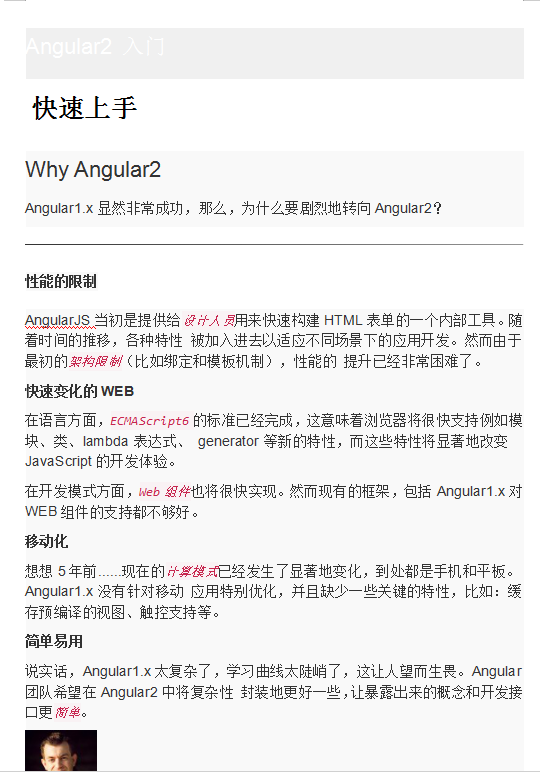 Angular2 入门
快速上手
Why Angular2
Angular1.x 显然非常成功，那么，为什么要剧烈地转向 Angular2？
性能的限制
AngularJS 当初是提供给设计人员用来快速构建 HTML 表单的一个内部工具。随
着时间的推移，各种特性 被加入进去以适应不同场景下的应用开发。然而由于
最初的架构限制（比如绑定和模板机制），性能的 提升已经非常困难了。
快速变化的 WEB
在语言方面，ECMAScript6 的标准已经完成，这意味着浏览器将很快支持例如模
块、类、lambda 表达式、 generator 等新的特性，而这些特性将显著地改变
JavaScript 的开发体验。
在开发模式方面，Web 组件也将很快实现。然而现有的框架，包括 Angular1.x 对
WEB 组件的支持都不够好。
移动化
想想 5 年前......现在的计算模式已经发生了显著地变化，到处都是手机和平板。
Angular1.x 没有针对移动 应用特别优化，并且缺少一些关键的特性，比如：缓
存预编译的视图、触控支持等。
简单易用
说实话，Angular1.x 太复杂了，学习曲线太陡峭了，这让人望而生畏。Angular
团队希望在 Angular2 中将复杂性 封装地更好一些，让暴露出来的概念和开发接
口更简单。